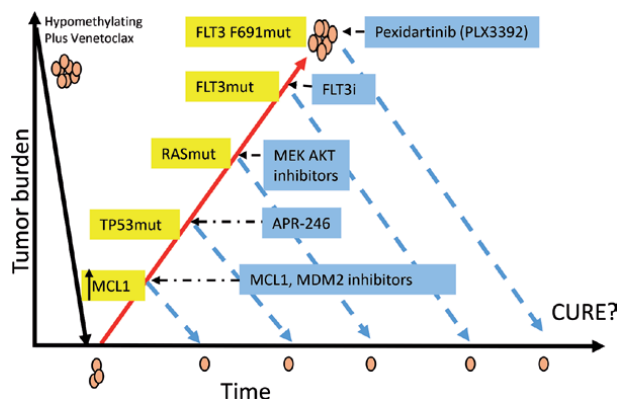 Hypomethylating
Plus Venetoclax
FLT3 F691mut
Pexidartinib (PLX3392)
FLT3mut
FLT3i
RASmut
MEK AKT
inhibitors
TP53mut
APR-246
MCL1
MCL1, MDM2 inhibitors
Tumor burden
CURE?
Time